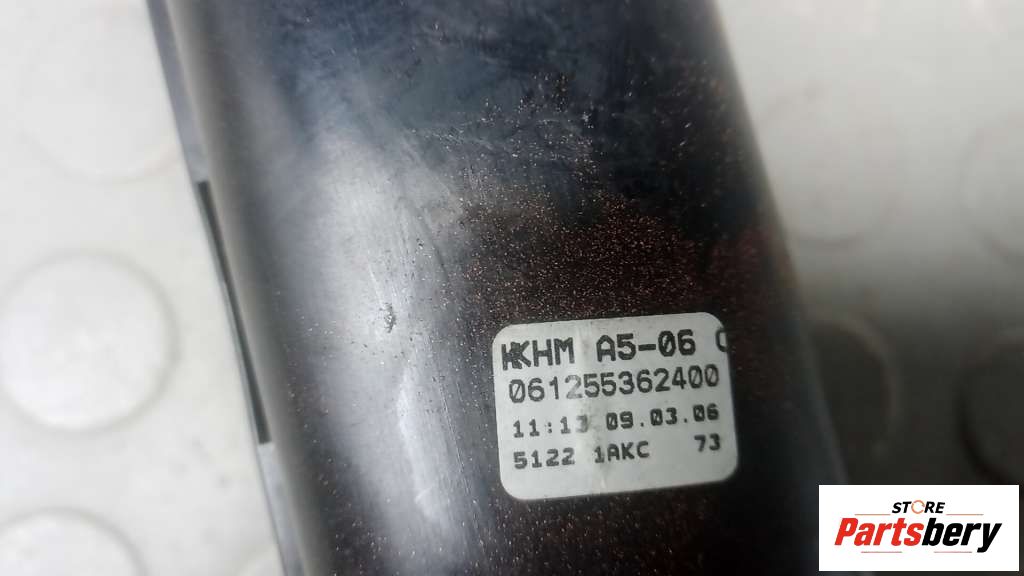 KHM A5-06
061255362400
11:13 09.03.06
5122 1AKC 73
STORE
Partsbery